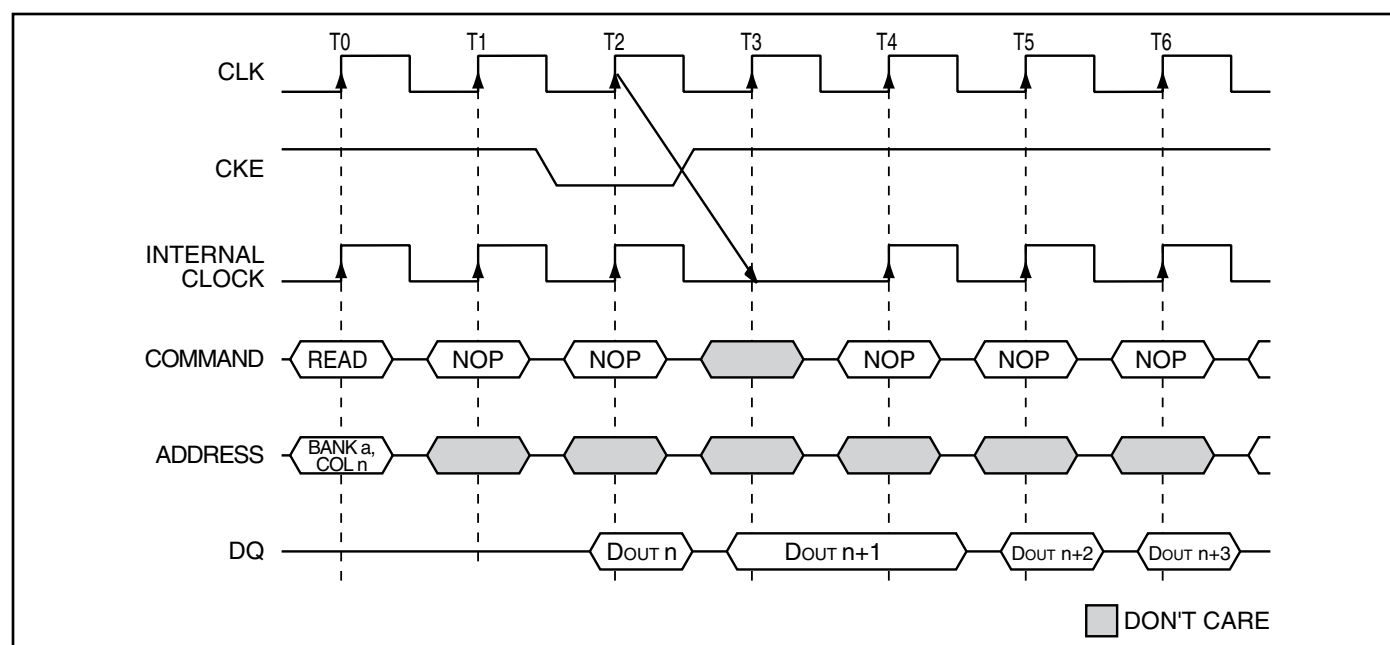 T0 T1 T2 T3 T4 T5 T6
CLK
CKE
INTERNAL
CLOCK
COMMAND READ NOP NOP NOP NOP NOP
ADDRESS BANK a,
COL n
DQ DOUT n DOUT n+1 DOUT n+2 DOUT n+3
DON'T CARE